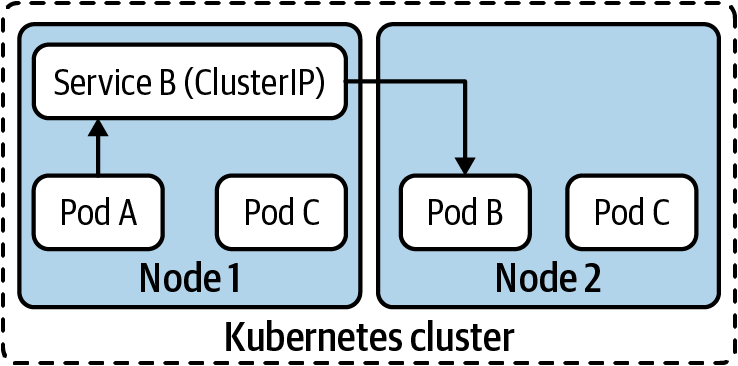 Service B (ClusterIP)
Pod A
Pod C
Pod B
Pod C
Node 1
Node 2
Kubernetes cluster